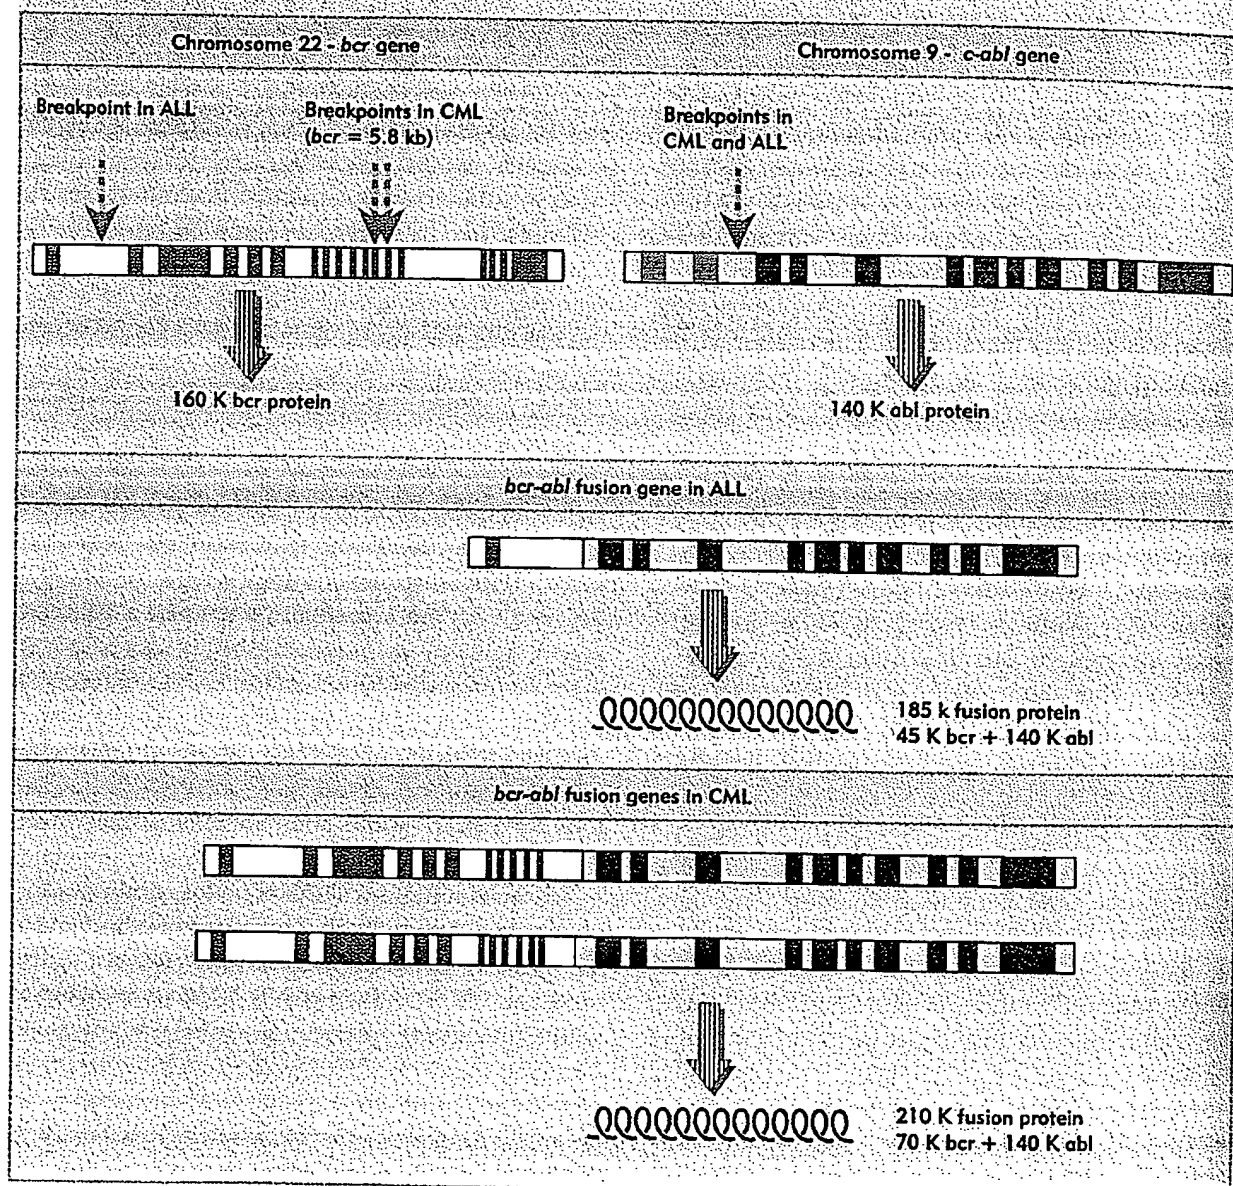 Chromosome 22 - bcr gene
Chromosome 9 - c-abl gene
Breakpoint in ALL
Breakpoints in CML
(bcr = 5.8 kb)
Breakpoints in
CML and ALL
160 K bcr protein
140 K abl protein
bcr-abl fusion gene in ALL
185 k fusion protein
45 K bcr + 140 K abl
bcr-abl fusion genes in CML
210 K fusion protein
70 K bcr + 140 K abl